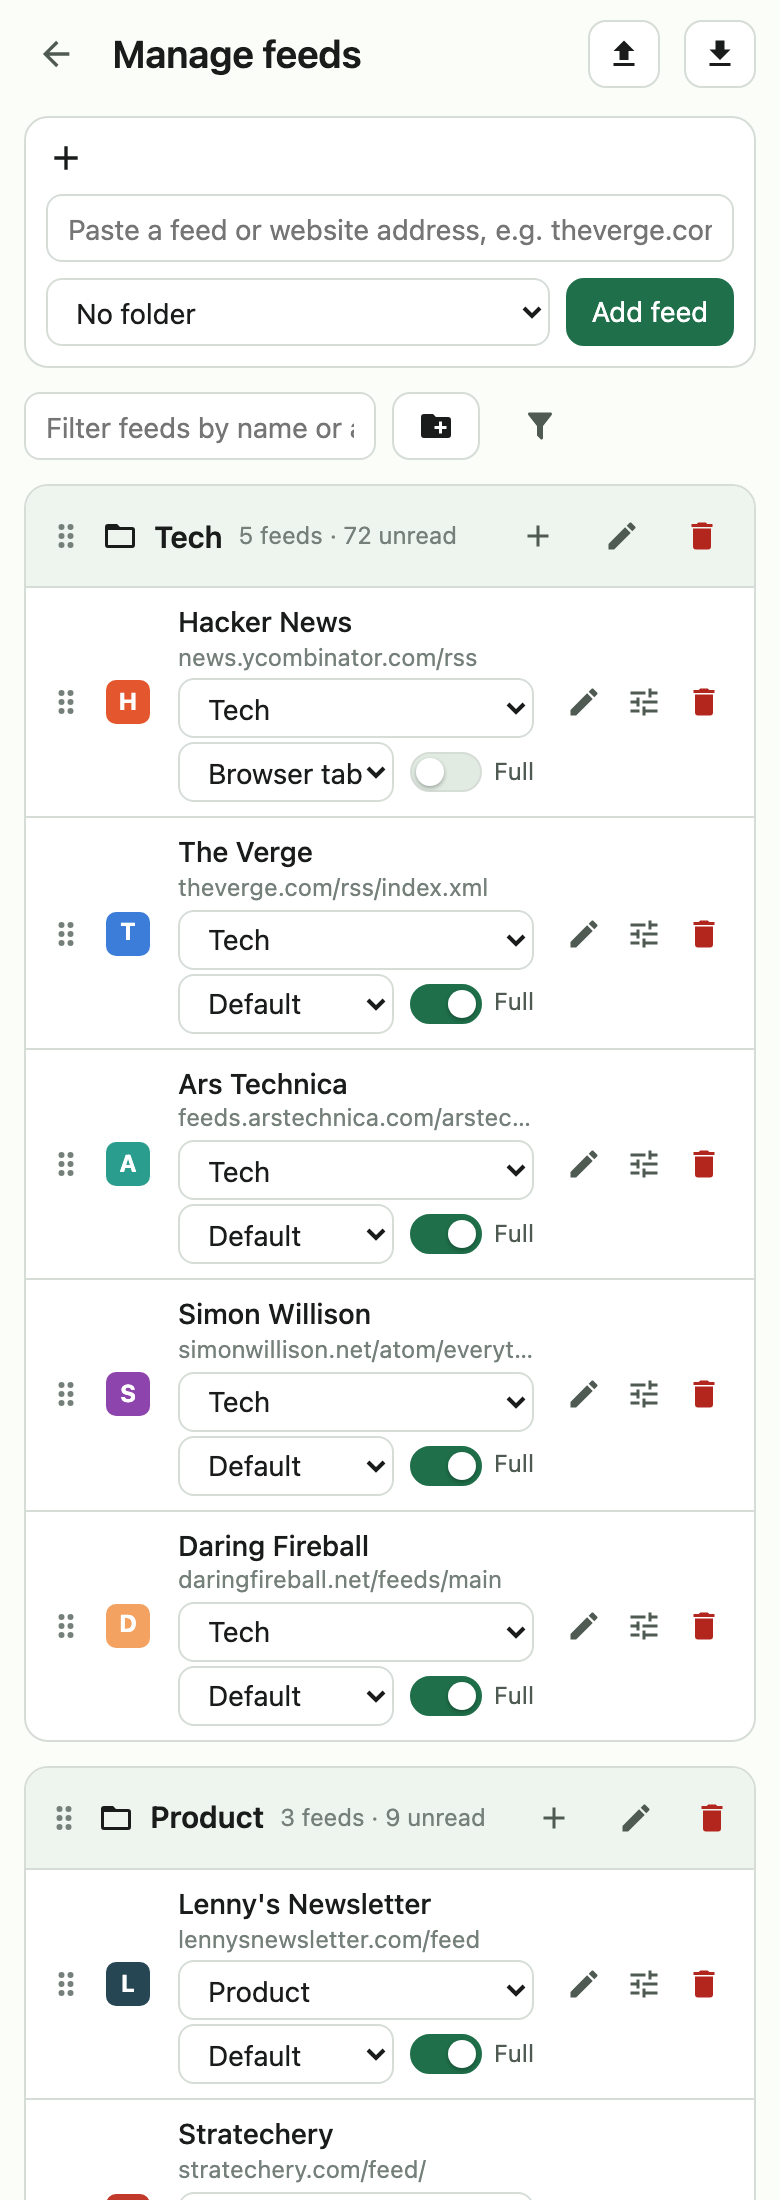 Manage feeds
Paste a feed or website address, e.g. theverge.cor
No folder
Add feed
Filter feeds by name or a
Tech 5 feeds · 72 unread
Hacker News
news.ycombinator.com/rss
H
Tech
Browser tab
Full
The Verge
theverge.com/rss/index.xml
T
Tech
Default
Full
Ars Technica
feeds.arstechnica.com/arstec...
A
Tech
Default
Full
Simon Willison
simonwillison.net/atom/everyt...
S
Tech
Default
Full
Daring Fireball
daringfireball.net/feeds/main
D
Tech
Default
Full
Product 3 feeds · 9 unread
Lenny's Newsletter
lennysnewsletter.com/feed
L
Product
Default
Full
Stratechery
stratechery.com/feed/